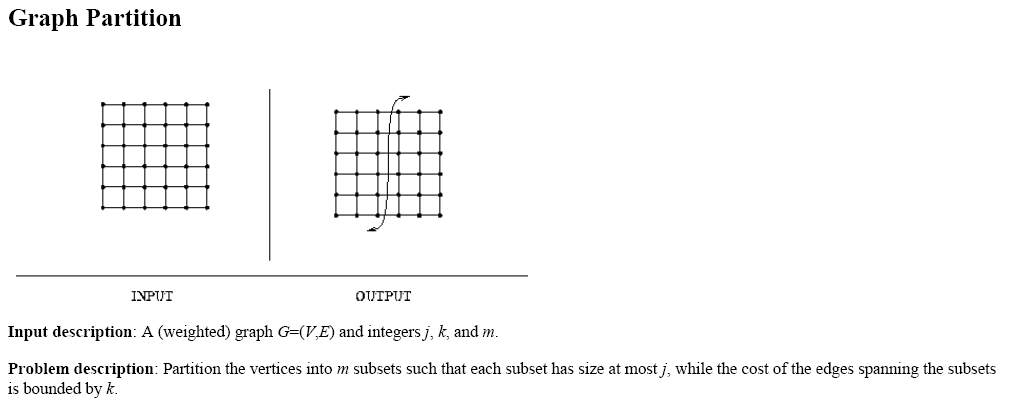 Graph Partition
INPUT
OUTPUT
Input description: A (weighted) graph G=(V,E) and integers j, k, and m.
Problem description: Partition the vertices into m subsets such that each subset has size at most j, while the cost of the edges spanning the subsets
is bounded by k.